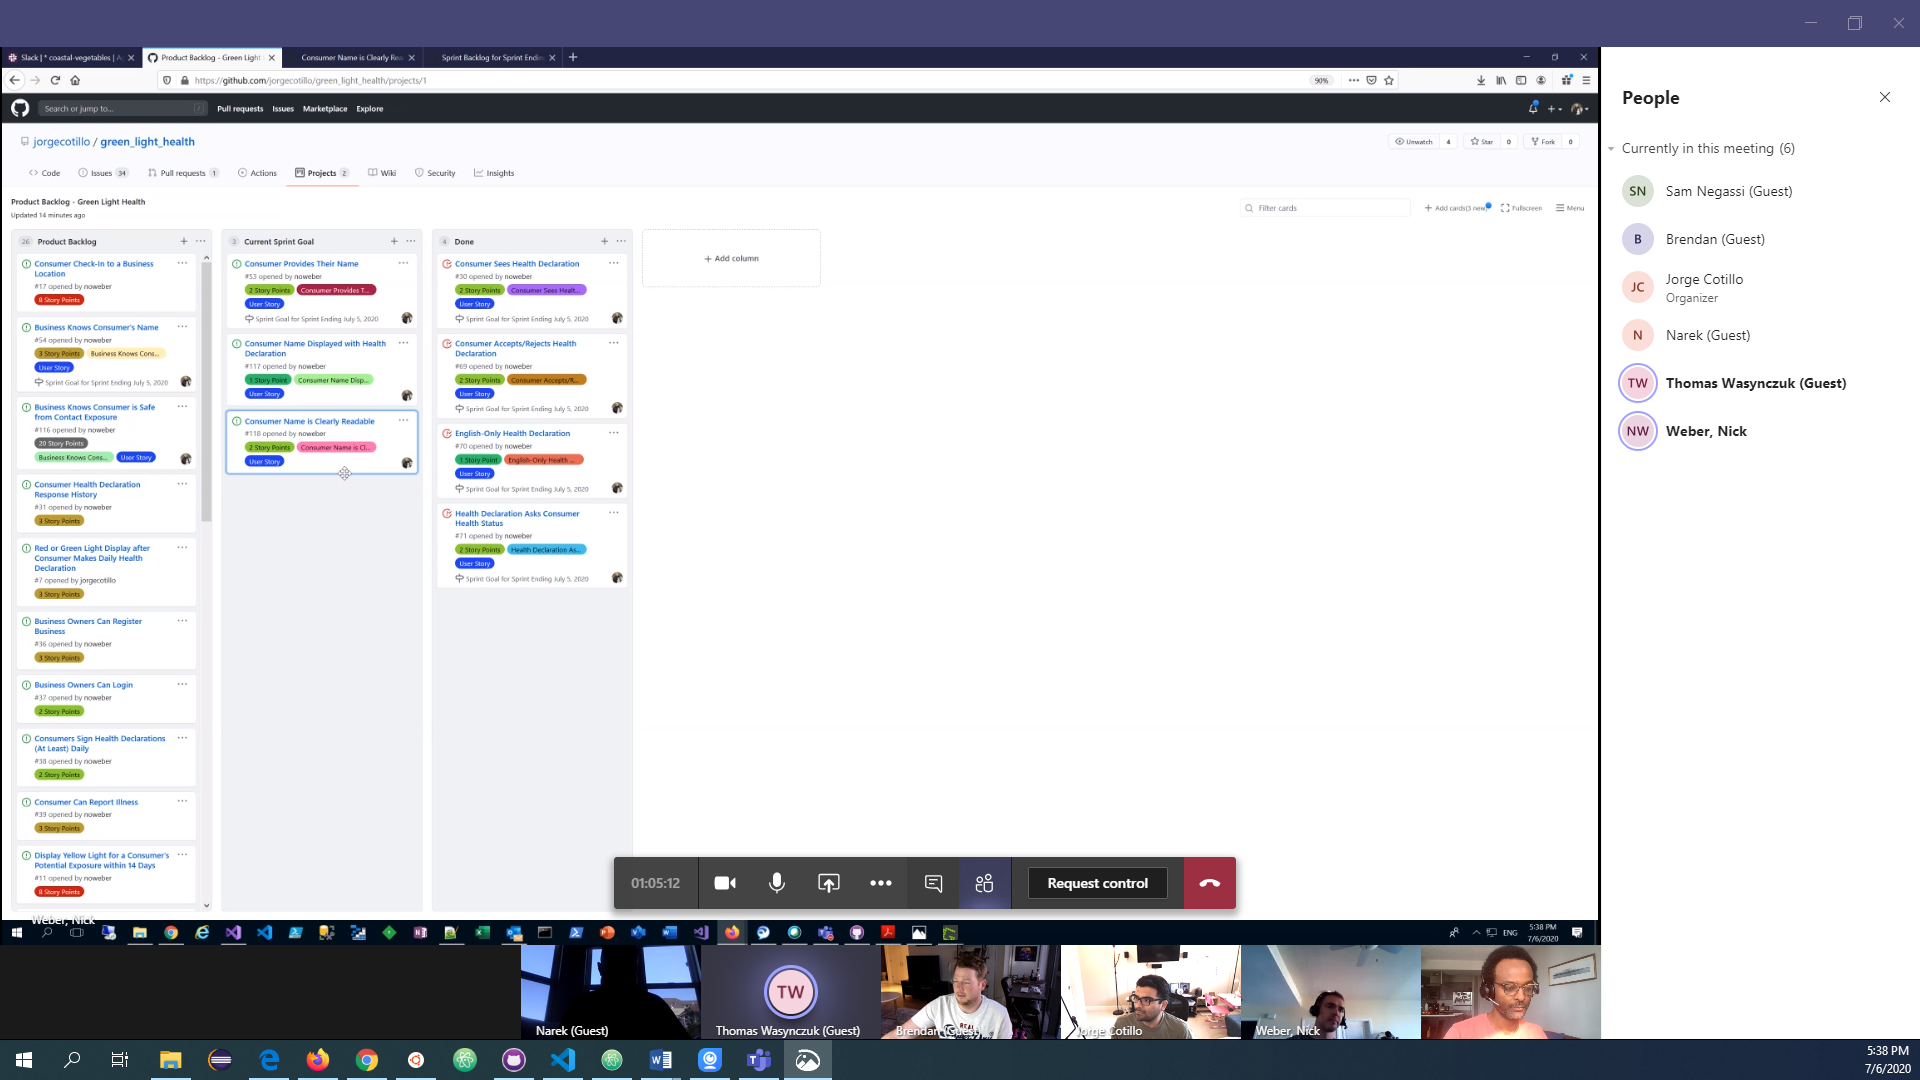 Slack | * coastal-vegetables | A
Product Backlog - Green Light
Consumer Name is Clearly Rea
Sprint Backlog for Sprint Endin
https://github.com/jorgecotillo/green_light_health/projects/1
90%
Search or jump to...
/
Pull requests
Issues
Marketplace
Explore
jorgecotillo / green_light_health
Unwatch 4
Star 0
Fork 0
Code
Issues 34
Pull requests 1
Actions
Projects 2
Wiki
Security
Insights
Product Backlog - Green Light Health
Updated 14 minutes ago
Filter cards
Add cards(3 new)
Fullscreen
Menu
26 Product Backlog
Consumer Check-In to a Business
Location
#17 opened by noweber
8 Story Points
Business Knows Consumer's Name
#54 opened by noweber
3 Story Points
Business Knows Cons...
User Story
Sprint Goal for Sprint Ending July 5, 2020
Business Knows Consumer is Safe
from Contact Exposure
#116 opened by noweber
20 Story Points
Business Knows Cons...
User Story
Consumer Health Declaration
Response History
#31 opened by noweber
3 Story Points
Red or Green Light Display after
Consumer Makes Daily Health
Declaration
#7 opened by jorgecotillo
3 Story Points
Business Owners Can Register
Business
#36 opened by noweber
3 Story Points
Business Owners Can Login
#37 opened by noweber
2 Story Points
Consumers Sign Health Declarations
(At Least) Daily
#38 opened by noweber
2 Story Points
Consumer Can Report Illness
#39 opened by noweber
3 Story Points
Display Yellow Light for a Consumer's
Potential Exposure within 14 Days
#11 opened by noweber
8 Story Points
3 Current Sprint Goal
Consumer Provides Their Name
#53 opened by noweber
2 Story Points
Consumer Provides T...
User Story
Sprint Goal for Sprint Ending July 5, 2020
Consumer Name Displayed with Health
Declaration
#117 opened by noweber
1 Story Point
Consumer Name Disp...
User Story
Consumer Name is Clearly Readable
#118 opened by noweber
2 Story Points
Consumer Name is Cl...
User Story
4 Done
Consumer Sees Health Declaration
#30 opened by noweber
2 Story Points
Consumer Sees Healt...
User Story
Sprint Goal for Sprint Ending July 5, 2020
Consumer Accepts/Rejects Health
Declaration
#69 opened by noweber
2 Story Points
Consumer Accepts/R...
User Story
Sprint Goal for Sprint Ending July 5, 2020
English-Only Health Declaration
#70 opened by noweber
1 Story Point
English-Only Health ...
User Story
Sprint Goal for Sprint Ending July 5, 2020
Health Declaration Asks Consumer
Health Status
#71 opened by noweber
2 Story Points
Health Declaration As...
User Story
Sprint Goal for Sprint Ending July 5, 2020
Add column
01:05:12
Request control
Weber, Nick
ENG
5:38 PM
7/6/2020
People
Currently in this meeting (6)
SN Sam Negassi (Guest)
B Brendan (Guest)
JC Jorge Cotillo
Organizer
N Narek (Guest)
TW Thomas Wasynczuk (Guest)
NW Weber, Nick
Narek (Guest)
TW
Thomas Wasynczuk (Guest)
Brendan (Guest)
Jorge Cotillo
Weber, Nick
5:38 PM
7/6/2020